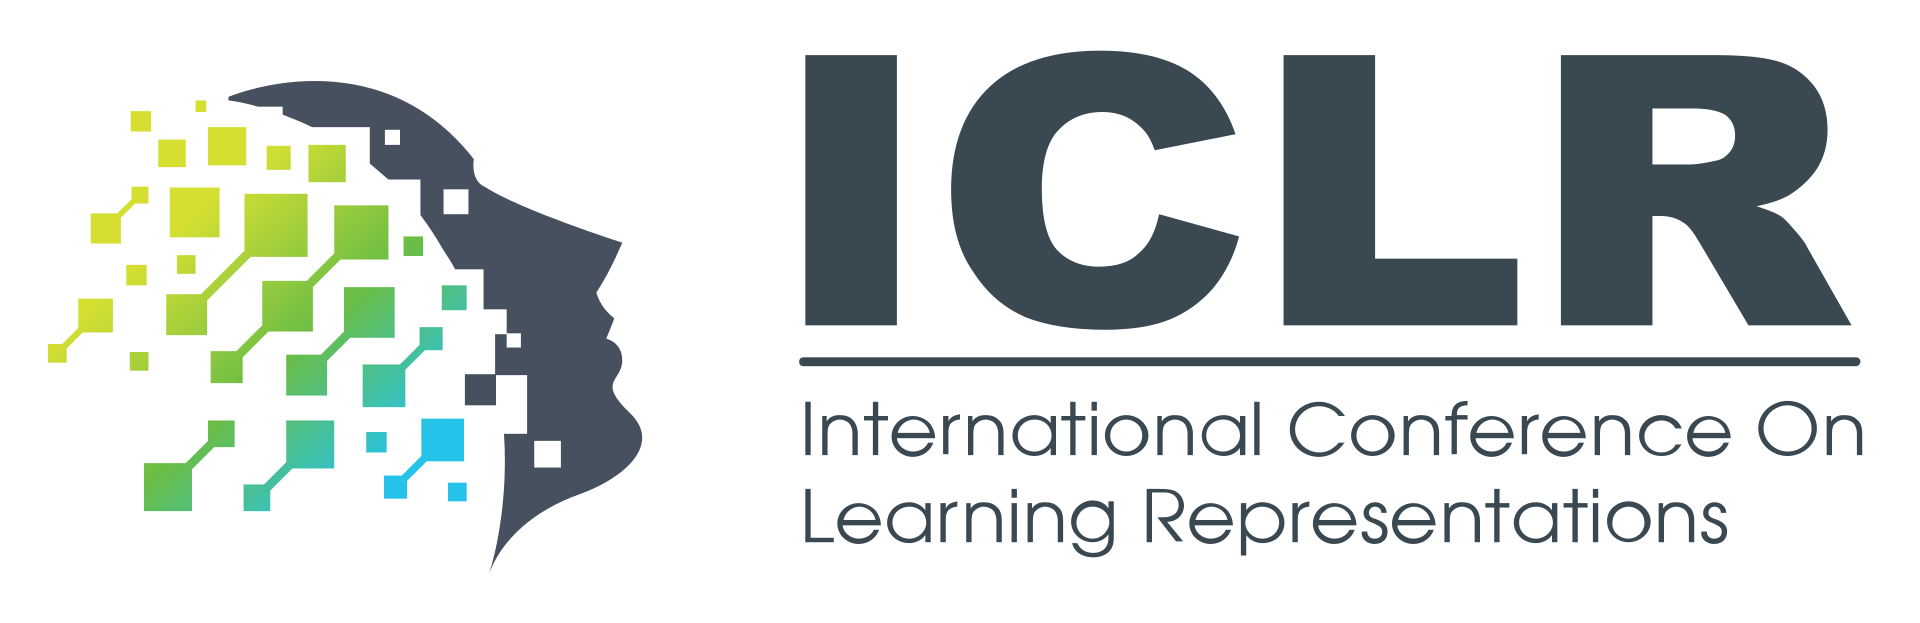 ICLR
International Conference On
Learning Representations